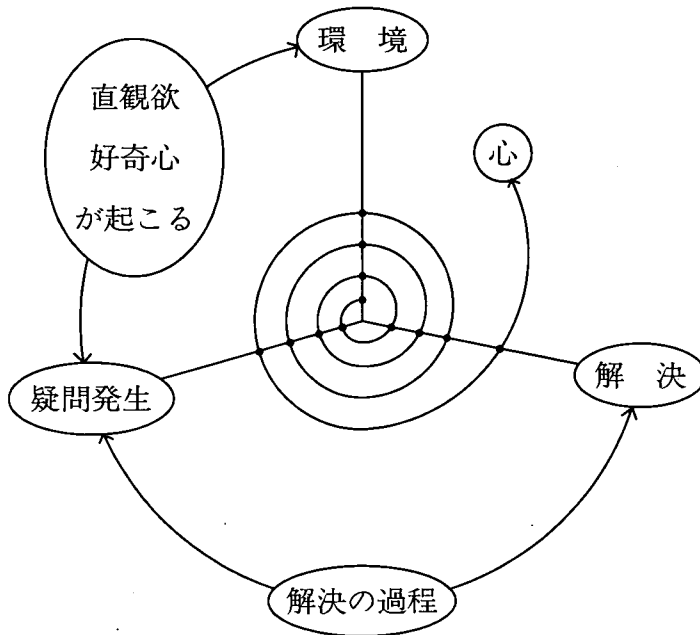 環　境
直観欲
好奇心
が起こる
心
疑問発生
解　決
解決の過程